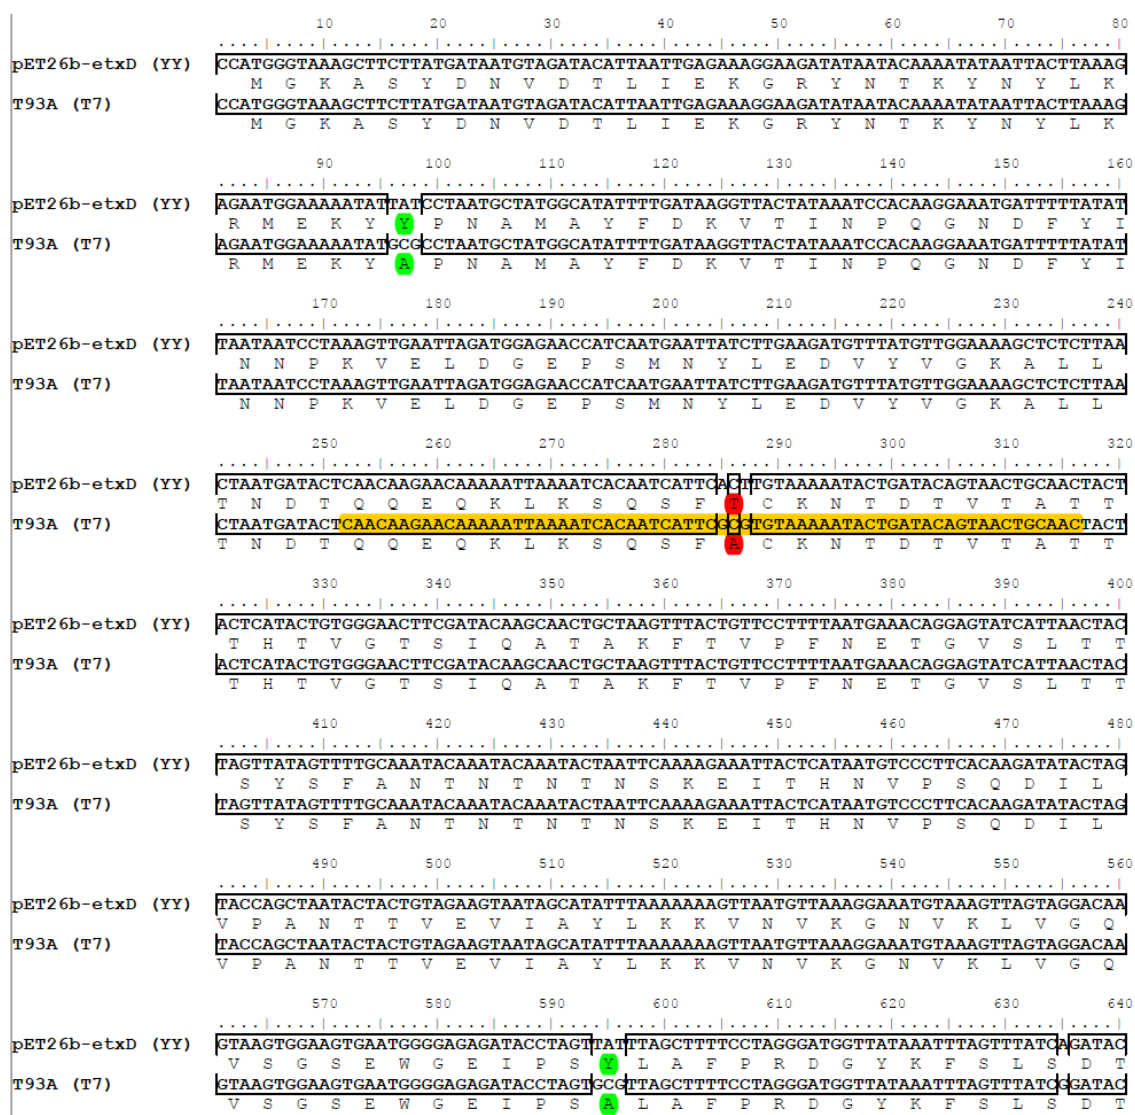 10 20 30 40 50 60 70 80
....|....|....|....|....|....|....|....|....|....|....|....|....|....|....|....|
pET26b-etxD (YY) CCATGGGTAAAGCTTCTTATGATAATGTAGATACATTAATTGAGAAAGGAAGATATAATACAAAATATAATTACTTAAAG
M G K A S Y D N V D T L I E K G R Y N T K Y N Y L K
T93A (T7) CCATGGGTAAAGCTTCTTATGATAATGTAGATACATTAATTGAGAAAGGAAGATATAATACAAAATATAATTACTTAAAG
M G K A S Y D N V D T L I E K G R Y N T K Y N Y L K
90 100 110 120 130 140 150 160
....|....|....|....|....|....|....|....|....|....|....|....|....|....|....|....|
pET26b-etxD (YY) AGAATGGAAAAATATTATCCTAATGCTATGGCATATTTTGATAAGGTTACTATAAATCCACAAGGAAATGATTTTTATAT
R M E K Y Y P N A M A Y F D K V T I N P Q G N D F Y I
T93A (T7) AGAATGGAAAAATATGCGCCTAATGCTATGGCATATTTTGATAAGGTTACTATAAATCCACAAGGAAATGATTTTTATAT
R M E K Y A P N A M A Y F D K V T I N P Q G N D F Y I
170 180 190 200 210 220 230 240
....|....|....|....|....|....|....|....|....|....|....|....|....|....|....|....|
pET26b-etxD (YY) TAATAATCCTAAAGTTGAATTAGATGGAGAACCATCAATGAATTATCTTGAAGATGTTTATGTTGGAAAAGCTCTCTTAA
N N P K V E L D G E P S M N Y L E D V Y V G K A L L
T93A (T7) TAATAATCCTAAAGTTGAATTAGATGGAGAACCATCAATGAATTATCTTGAAGATGTTTATGTTGGAAAAGCTCTCTTAA
N N P K V E L D G E P S M N Y L E D V Y V G K A L L
250 260 270 280 290 300 310 320
....|....|....|....|....|....|....|....|....|....|....|....|....|....|....|....|
pET26b-etxD (YY) CTAATGATACTCAACAAGAACAAAAATTAAAATCACAATCATTCACTTGTAAAAATACTGATACAGTAACTGCAACTACT
T N D T Q Q E Q K L K S Q S F T C K N T D T V T A T T
T93A (T7) CTAATGATACTCAACAAGAACAAAAATTAAAATCACAATCATTCGCGTGTAAAAATACTGATACAGTAACTGCAACTACT
T N D T Q Q E Q K L K S Q S F A C K N T D T V T A T T
330 340 350 360 370 380 390 400
....|....|....|....|....|....|....|....|....|....|....|....|....|....|....|....|
pET26b-etxD (YY) ACTCATACTGTGGGAACTTCGATACAAGCAACTGCTAAGTTTACTGTTCCTTTTAATGAAACAGGAGTATCATTAACTAC
T H T V G T S I Q A T A K F T V P F N E T G V S L T T
T93A (T7) ACTCATACTGTGGGAACTTCGATACAAGCAACTGCTAAGTTTACTGTTCCTTTTAATGAAACAGGAGTATCATTAACTAC
T H T V G T S I Q A T A K F T V P F N E T G V S L T T
410 420 430 440 450 460 470 480
....|....|....|....|....|....|....|....|....|....|....|....|....|....|....|....|
pET26b-etxD (YY) TAGTTATAGTTTTGCAAATACAAATACAAATACTAATTCAAAAGAAATTACTCATAATGTCCCTTCACAAGATATACTAG
S Y S F A N T N T N T N S K E I T H N V P S Q D I L
T93A (T7) TAGTTATAGTTTTGCAAATACAAATACAAATACTAATTCAAAAGAAATTACTCATAATGTCCCTTCACAAGATATACTAG
S Y S F A N T N T N T N S K E I T H N V P S Q D I L
490 500 510 520 530 540 550 560
....|....|....|....|....|....|....|....|....|....|....|....|....|....|....|....|
pET26b-etxD (YY) TACCAGCTAATACTACTGTAGAAGTAATAGCATATTTAAAAAAAGTTAATGTTAAAGGAAATGTAAAGTTAGTAGGACAA
V P A N T T V E V I A Y L K K V N V K G N V K L V G Q
T93A (T7) TACCAGCTAATACTACTGTAGAAGTAATAGCATATTTAAAAAAAGTTAATGTTAAAGGAAATGTAAAGTTAGTAGGACAA
V P A N T T V E V I A Y L K K V N V K G N V K L V G Q
570 580 590 600 610 620 630 640
....|....|....|....|....|....|....|....|....|....|....|....|....|....|....|....|
pET26b-etxD (YY) GTAAGTGGAAGTGAATGGGGAGAGATACCTAGTTATTTAGCTTTTCCTAGGGATGGTTATAAATTTAGTTTATCAGATAC
V S G S E W G E I P S Y L A F P R D G Y K F S L S D T
T93A (T7) GTAAGTGGAAGTGAATGGGGAGAGATACCTAGTGCGTTAGCTTTTCCTAGGGATGGTTATAAATTTAGTTTATCGGATAC
V S G S E W G E I P S A L A F P R D G Y K F S L S D T